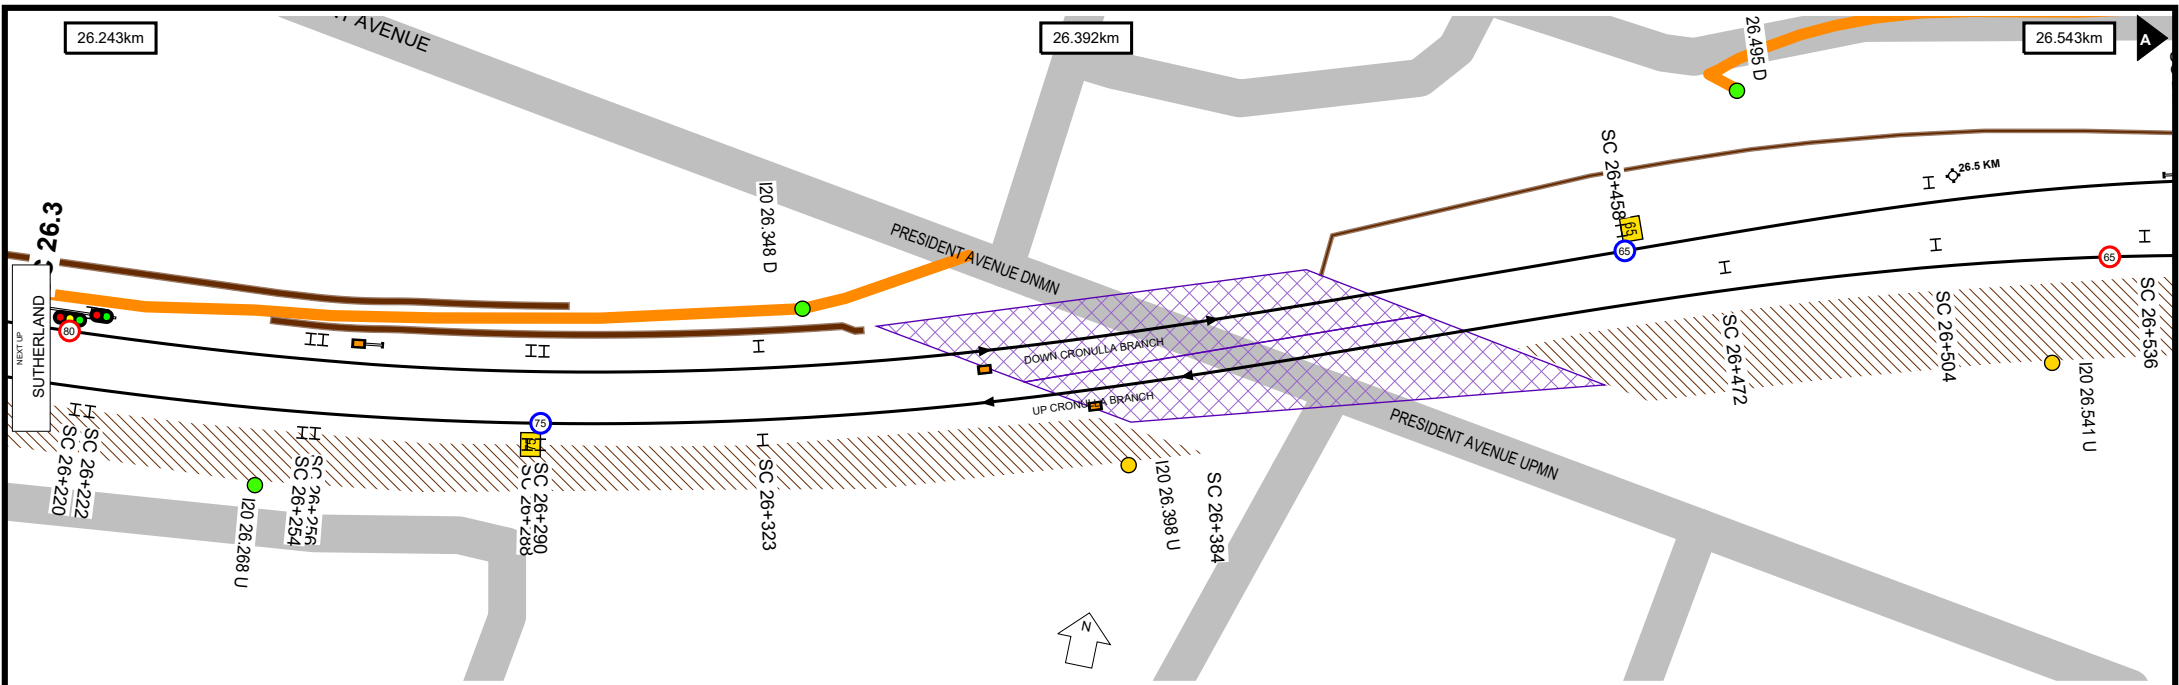 26.243km
AVENUE
26.392km
26.495 D
26.543km
A
26.3
I20 26.348 D
PRESIDENT AVENUE DNMN
SC 26+458
65
65
26.5 KM
65
NEXT UP
SUTHERLAND
80
DOWN CRONULLA BRANCH
UP CRONULLA BRANCH
75
PRESIDENT AVENUE UPMN
SC 26+220
SC 26+222
I20 26.268 U
SC 26+254
SC 26+256
SC 26+288
SC 26+290
SC 26+323
I20 26.398 U
SC 26+384
SC 26+472
SC 26+504
I20 26.541 U
SC 26+536
N